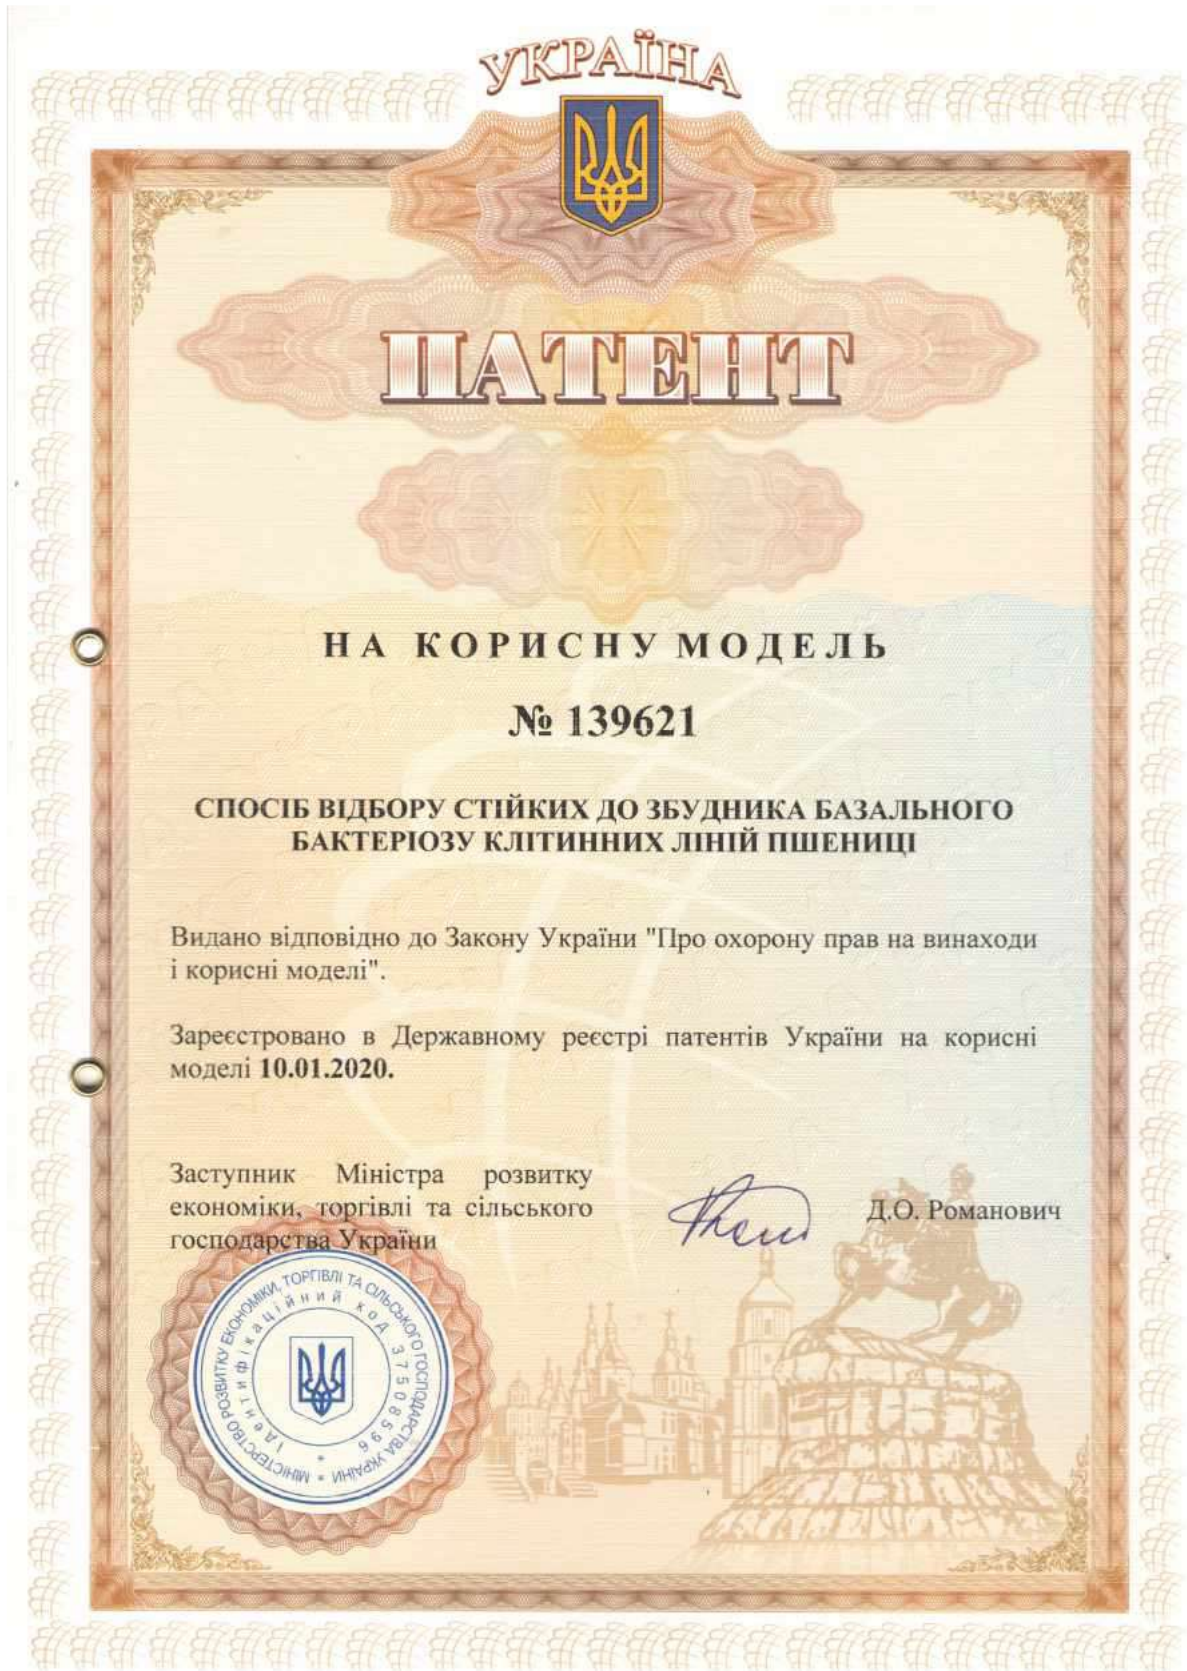 УКРАЇНА
ПАТЕНТ
НА КОРИСНУ МОДЕЛЬ
№ 139621
СПОСІБ ВІДБОРУ СТІЙКИХ ДО ЗБУДНИКА БАЗАЛЬНОГО
БАКТЕРІОЗУ КЛІТИННИХ ЛІНІЙ ПШЕНИЦІ
Видано відповідно до Закону України "Про охорону прав на винаходи
і корисні моделі".
Зареєстровано в Державному реєстрі патентів України на корисні
моделі 10.01.2020.
Заступник Міністра розвитку
економіки, торгівлі та сільського
господарства України
Д.О. Романович
МІНІСТЕРСТВО РОЗВИТКУ ЕКОНОМІКИ, ТОРГІВЛІ ТА СІЛЬСЬКОГО ГОСПОДАРСТВА УКРАЇНИ *
Ідентифікаційний код 37508596 *